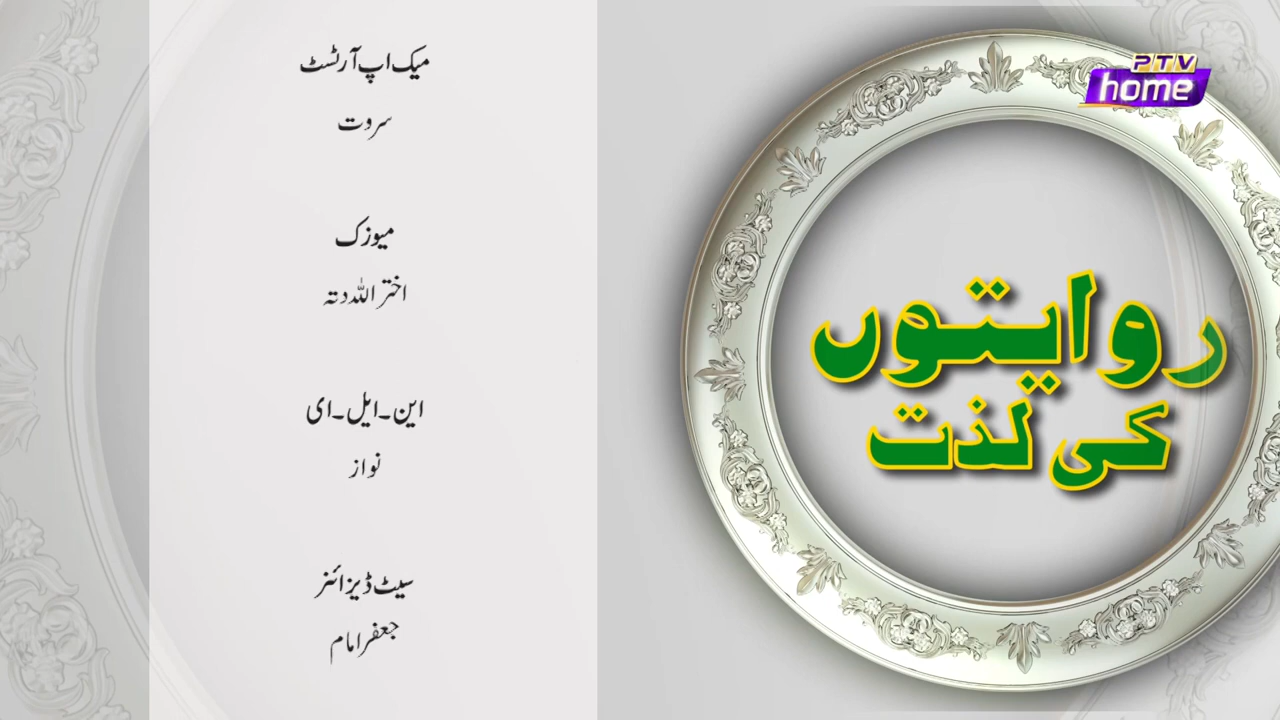 میک اپ آرٹسٹ
سروت
میوزک
اختر اللہ دتہ
این۔ایل۔ای
نواز
سیٹ ڈیزائنر
جعفر امام
PTV
home
روایتوں
کی لذت